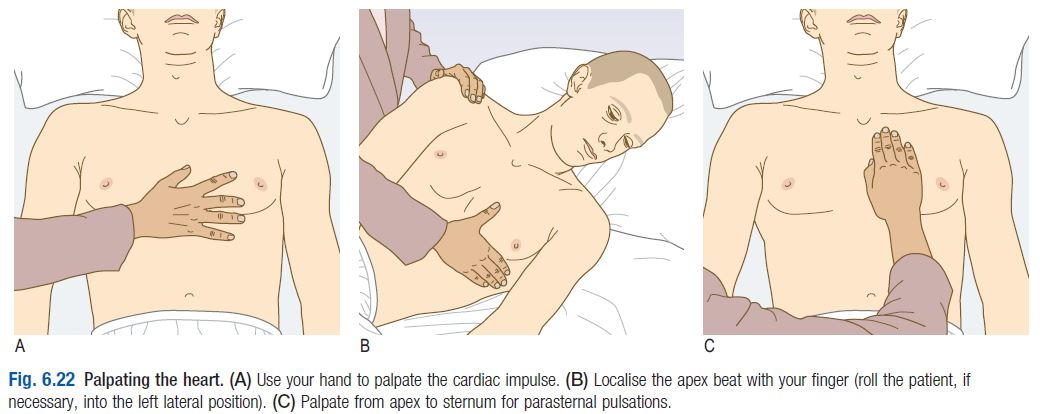 A
B
C
Fig. 6.22 Palpating the heart. (A) Use your hand to palpate the cardiac impulse. (B) Localise the apex beat with your finger (roll the patient, if
necessary, into the left lateral position). (C) Palpate from apex to sternum for parasternal pulsations.